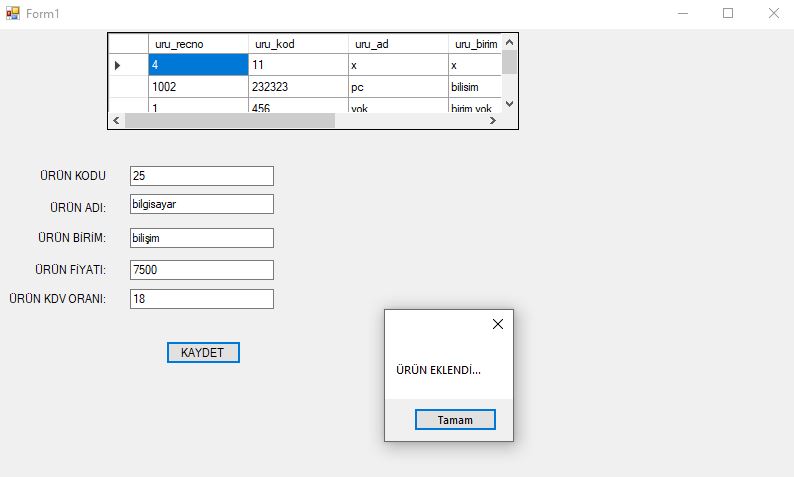 Form1
uru_recno uru_kod uru_ad uru_birim
4 11 x x
1002 232323 pc bilisim
1 456 yok birim yok
ÜRÜN KODU 25
ÜRÜN ADI: bilgisayar
ÜRÜN BİRİM: bilişim
ÜRÜN FİYATI: 7500
ÜRÜN KDV ORANI: 18
KAYDET
ÜRÜN EKLENDİ...
Tamam